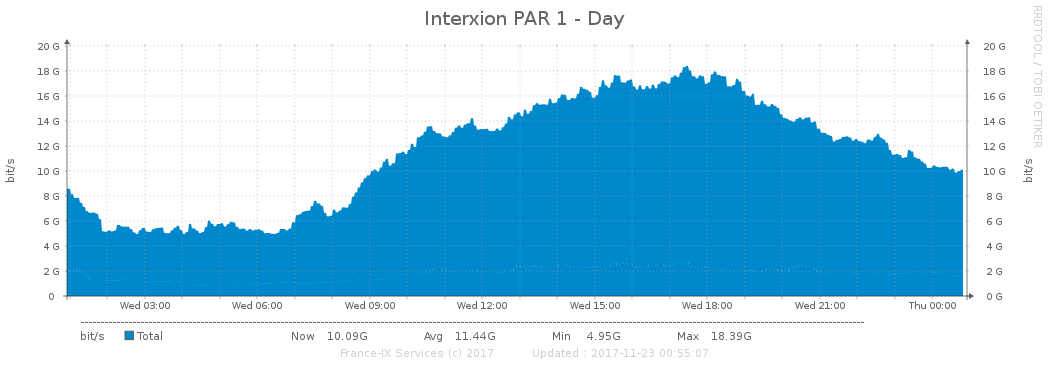 Interxion PAR 1 - Day
RRDTOOL / TOBI OETIKER
bit/s
20 G
18 G
16 G
14 G
12 G
10 G
8 G
6 G
4 G
2 G
0
20 G
18 G
16 G
14 G
12 G
10 G
8 G
6 G
4 G
2 G
0 G
bit/s
Wed 03:00 Wed 06:00 Wed 09:00 Wed 12:00 Wed 15:00 Wed 18:00 Wed 21:00 Thu 00:00
bit/s Total Now 10.09G Avg 11.44G Min 4.95G Max 18.39G
France-IX Services (c) 2017 Updated : 2017-11-23 00:55:07